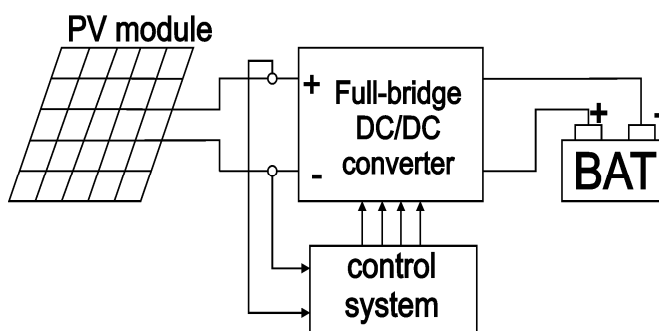 PV module
+
-
Full-bridge
DC/DC
converter
+
-
BAT
control
system